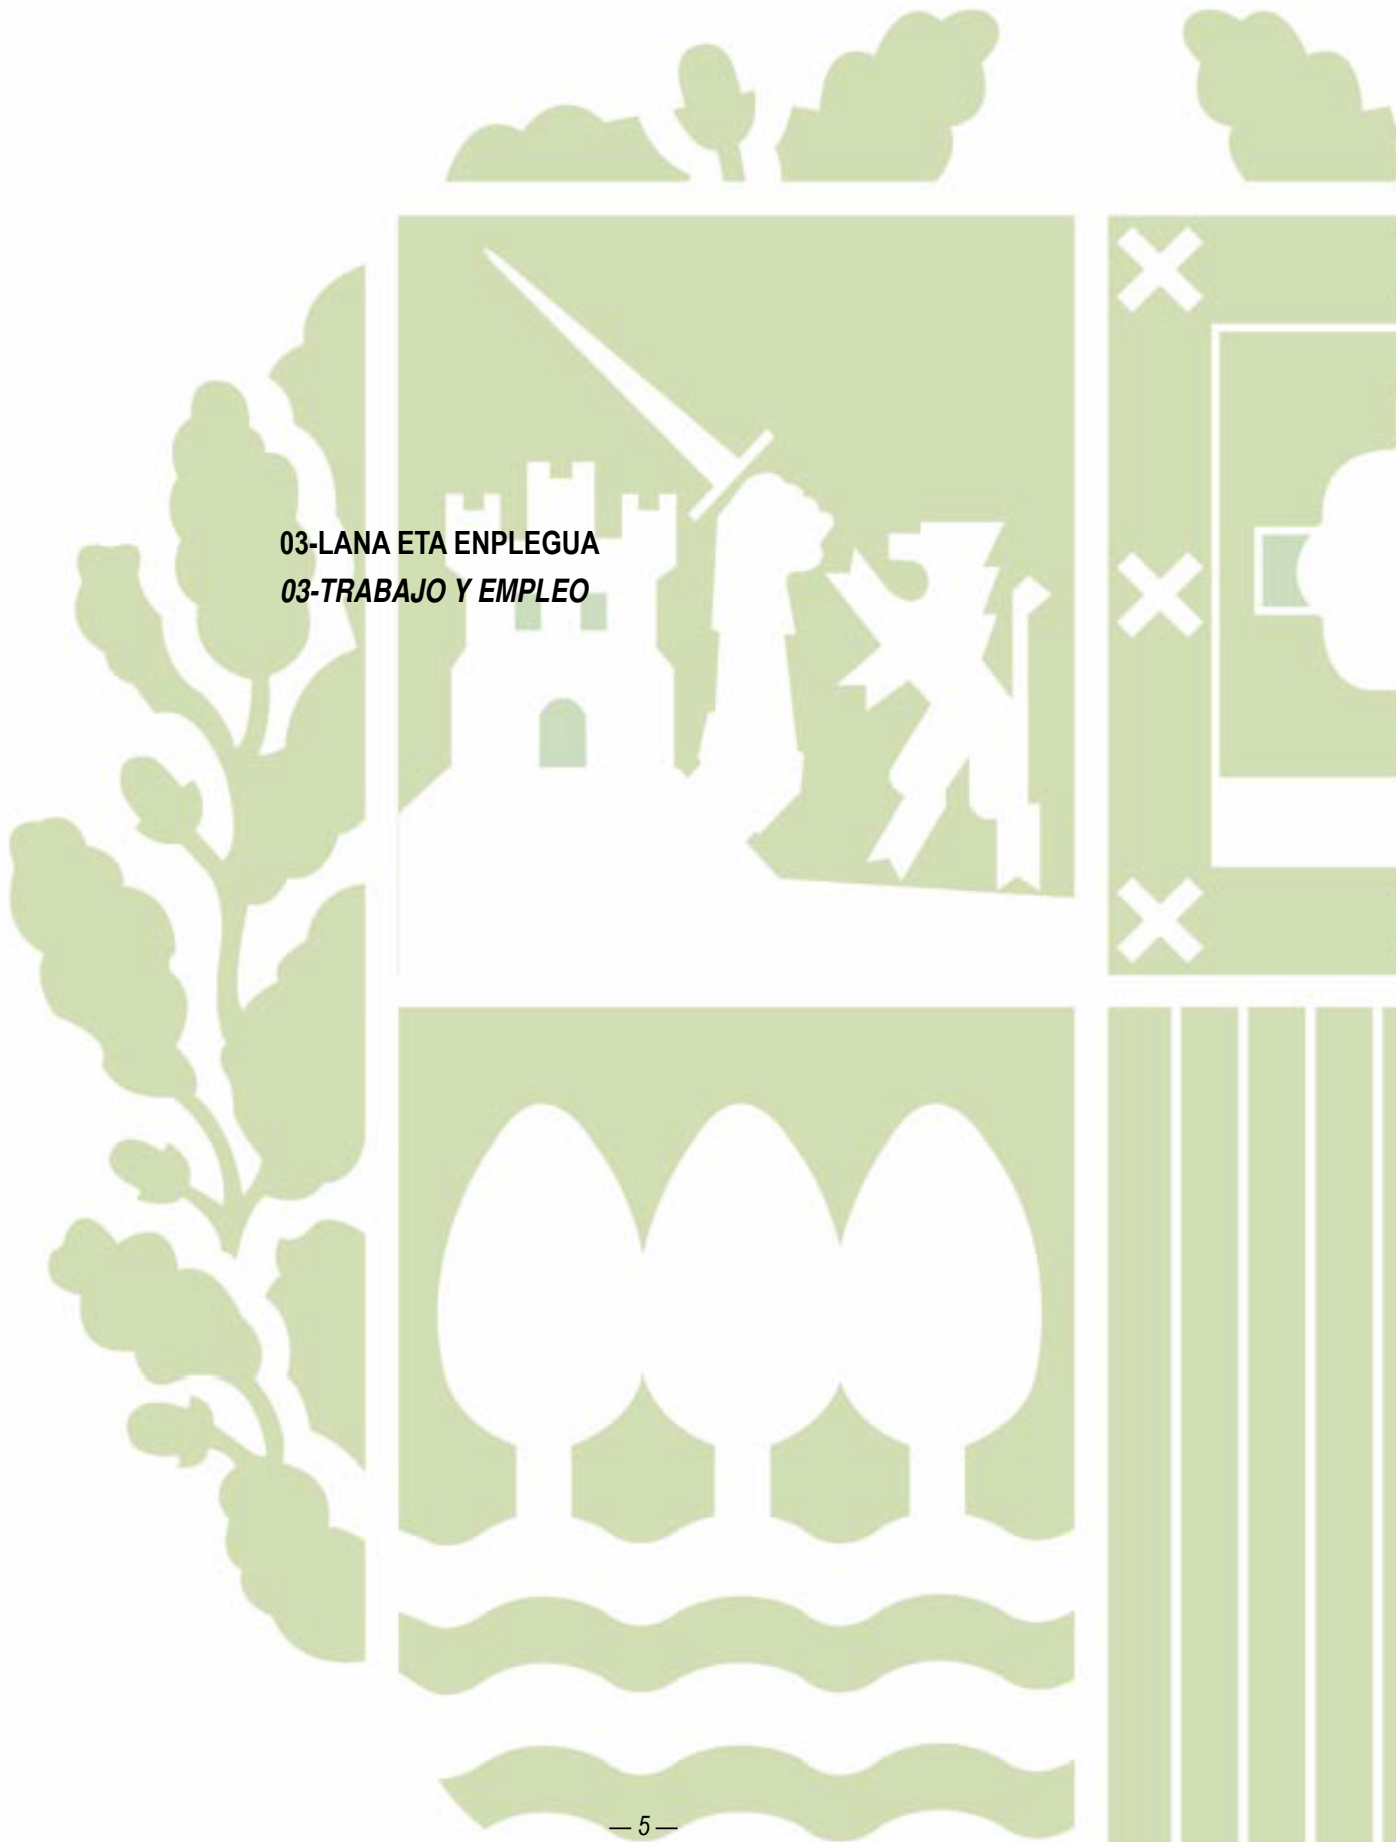 03-LANA ETA ENPLEGUA
03-TRABAJO Y EMPLEO
— 5 —